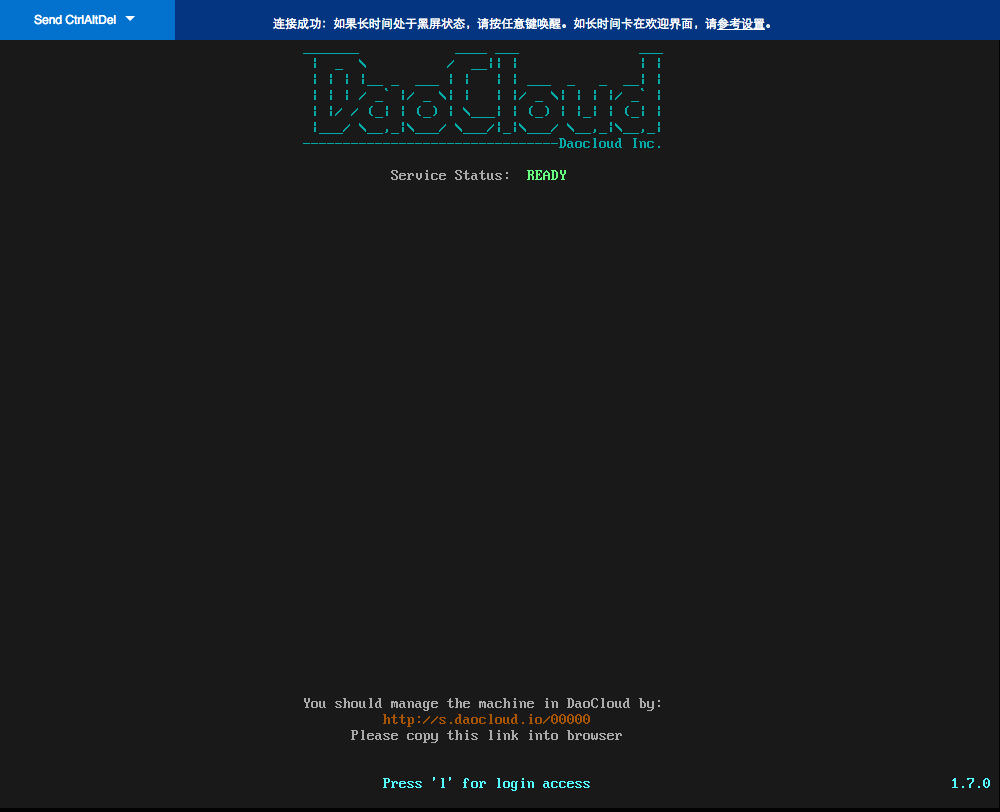 Send CtrlAltDel
连接成功：如果长时间处于黑屏状态，请按任意键唤醒。如长时间卡在欢迎界面，请参考设置。
DaoCloud
Daocloud Inc.
Service Status: READY
You should manage the machine in DaoCloud by:
http://s.daocloud.io/00000
Please copy this link into browser
Press 'l' for login access
1.7.0